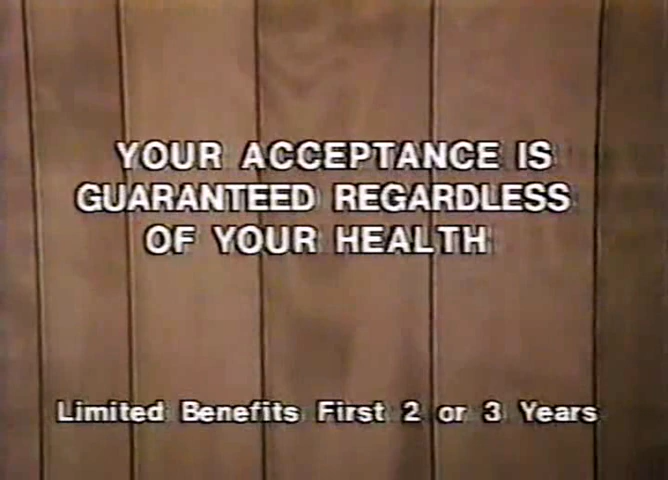 YOUR ACCEPTANCE IS
GUARANTEED REGARDLESS
OF YOUR HEALTH
Limited Benefits First 2 or 3 Years